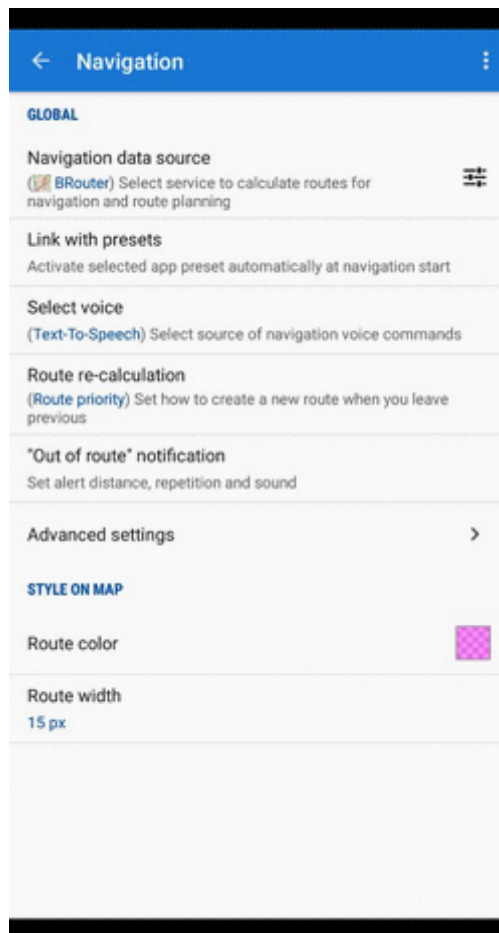 Navigation
GLOBAL
Navigation data source
(BRouter) Select service to calculate routes for
navigation and route planning
Link with presets
Activate selected app preset automatically at navigation start
Select voice
(Text-To-Speech) Select source of navigation voice commands
Route re-calculation
(Route priority) Set how to create a new route when you leave
previous
"Out of route" notification
Set alert distance, repetition and sound
Advanced settings
STYLE ON MAP
Route color
Route width
15 px